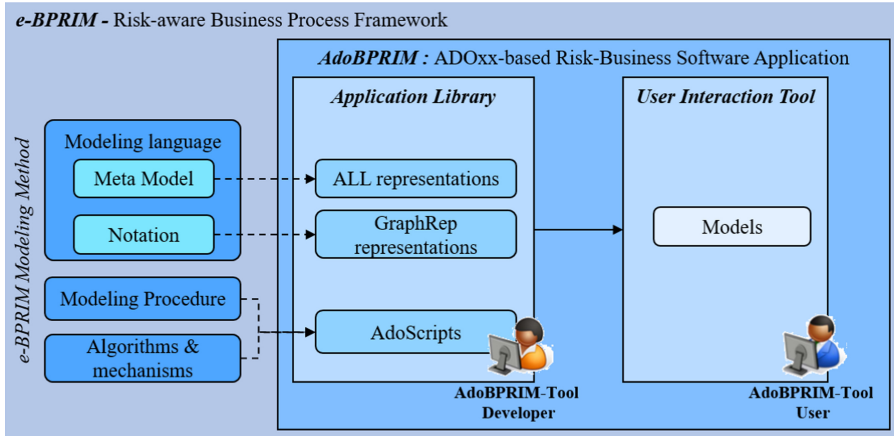 e-BPRIM - Risk-aware Business Process Framework
AdoBPRIM : ADOxx-based Risk-Business Software Application
e-BPRIM Modeling Method
Modeling language
Meta Model
Notation
Modeling Procedure
Algorithms &
mechanisms
Application Library
ALL representations
GraphRep
representations
AdoScripts
AdoBPRIM-Tool
Developer
User Interaction Tool
Models
AdoBPRIM-Tool
User